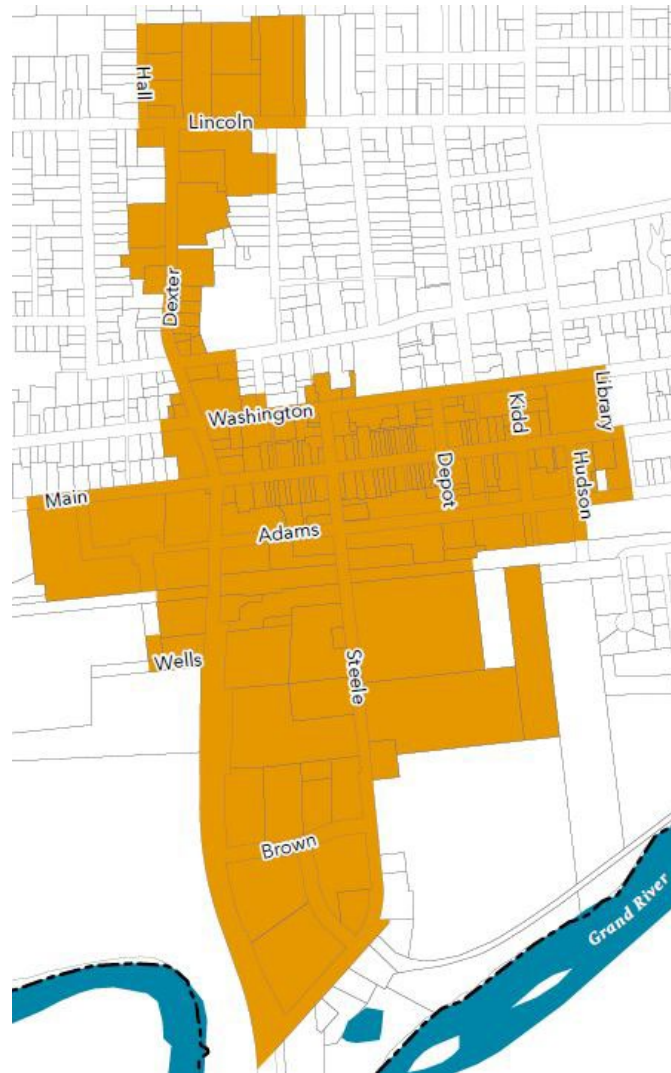 Hall
Lincoln
Dexter
Washington
Kidd
Library
Main
Depot
Hudson
Adams
Wells
Steele
Brown
Grand River